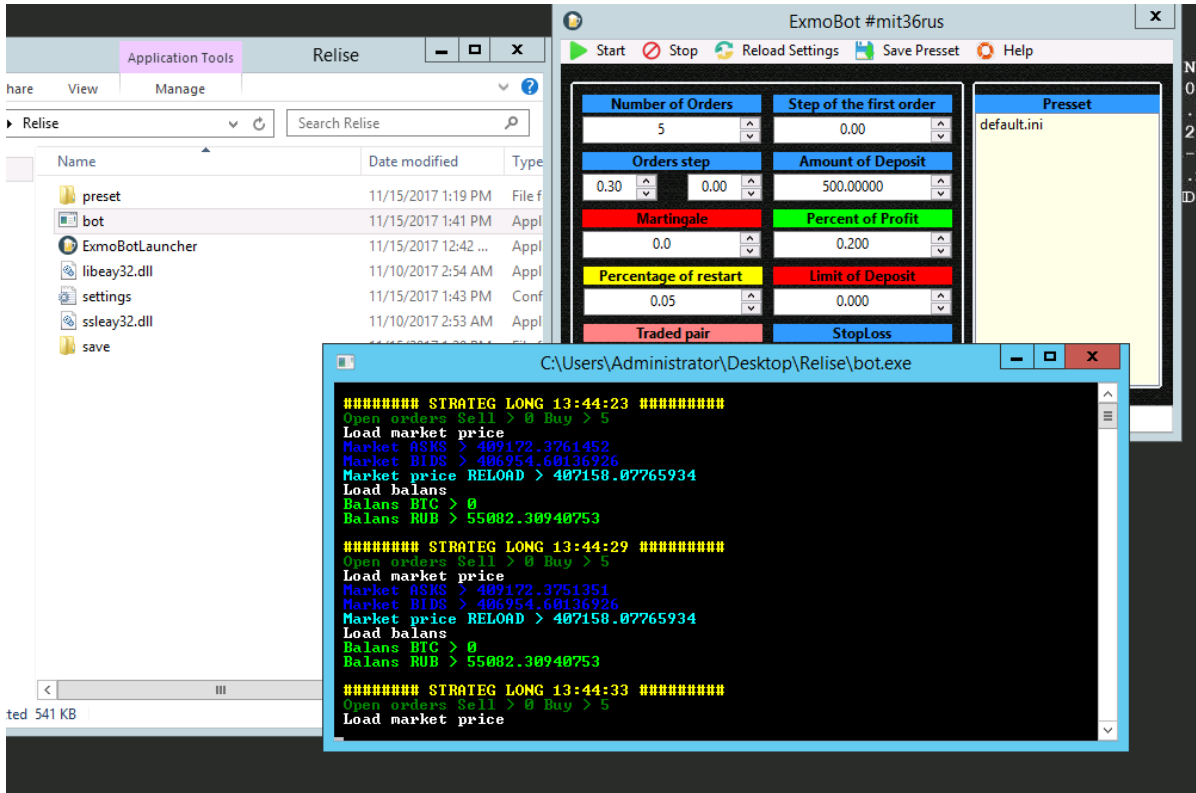 Application Tools
Relise
hare
View
Manage
Relise
Search Relise
Name
Date modified
Type
preset
11/15/2017 1:19 PM
File f
bot
11/15/2017 1:41 PM
Appl
ExmoBotLauncher
11/15/2017 12:42 ...
Appl
libeay32.dll
11/10/2017 2:54 AM
Appl
settings
11/15/2017 1:43 PM
Conf
ssleay32.dll
11/10/2017 2:53 AM
Appl
save
cted 541 KB
ExmoBot #mit36rus
Start
Stop
Reload Settings
Save Presset
Help
Number of Orders
Step of the first order
5
0.00
Orders step
Amount of Deposit
0.30
0.00
500.00000
Martingale
Percent of Profit
0.0
0.200
Percentage of restart
Limit of Deposit
0.05
0.000
Traded pair
StopLoss
Presset
default.ini
C:\Users\Administrator\Desktop\Relise\bot.exe
######## STRATEG LONG 13:44:23 #########
Open orders Sell > 0 Buy > 5
Load market price
Market ASKS > 409172.3761452
Market BIDS > 406954.60136926
Market price RELOAD > 407158.07765934
Load balans
Balans BTC > 0
Balans RUB > 55082.30940753
######## STRATEG LONG 13:44:29 #########
Open orders Sell > 0 Buy > 5
Load market price
Market ASKS > 409172.3751351
Market BIDS > 406954.60136926
Market price RELOAD > 407158.07765934
Load balans
Balans BTC > 0
Balans RUB > 55082.30940753
######## STRATEG LONG 13:44:33 #########
Open orders Sell > 0 Buy > 5
Load market price